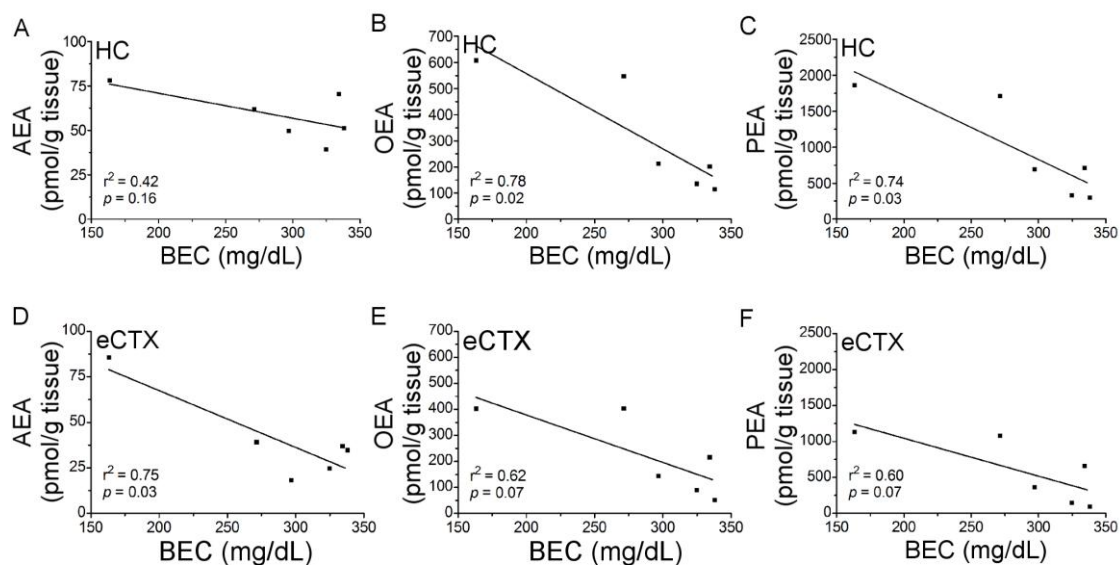 A
HC
AEA
(pmol/g tissue)
100
75
50
25
0
r² = 0.42
p = 0.16
150 200 250 300 350
BEC (mg/dL)
B
HC
OEA
(pmol/g tissue)
700
600
500
400
300
200
100
0
r² = 0.78
p = 0.02
150 200 250 300 350
BEC (mg/dL)
C
HC
PEA
(pmol/g tissue)
2500
2000
1500
1000
500
0
r² = 0.74
p = 0.03
150 200 250 300 350
BEC (mg/dL)
D
eCTX
AEA
(pmol/g tissue)
100
75
50
25
0
r² = 0.75
p = 0.03
150 200 250 300 350
BEC (mg/dL)
E
eCTX
OEA
(pmol/g tissue)
700
600
500
400
300
200
100
0
r² = 0.62
p = 0.07
150 200 250 300 350
BEC (mg/dL)
F
eCTX
PEA
(pmol/g tissue)
2500
2000
1500
1000
500
0
r² = 0.60
p = 0.07
150 200 250 300 350
BEC (mg/dL)